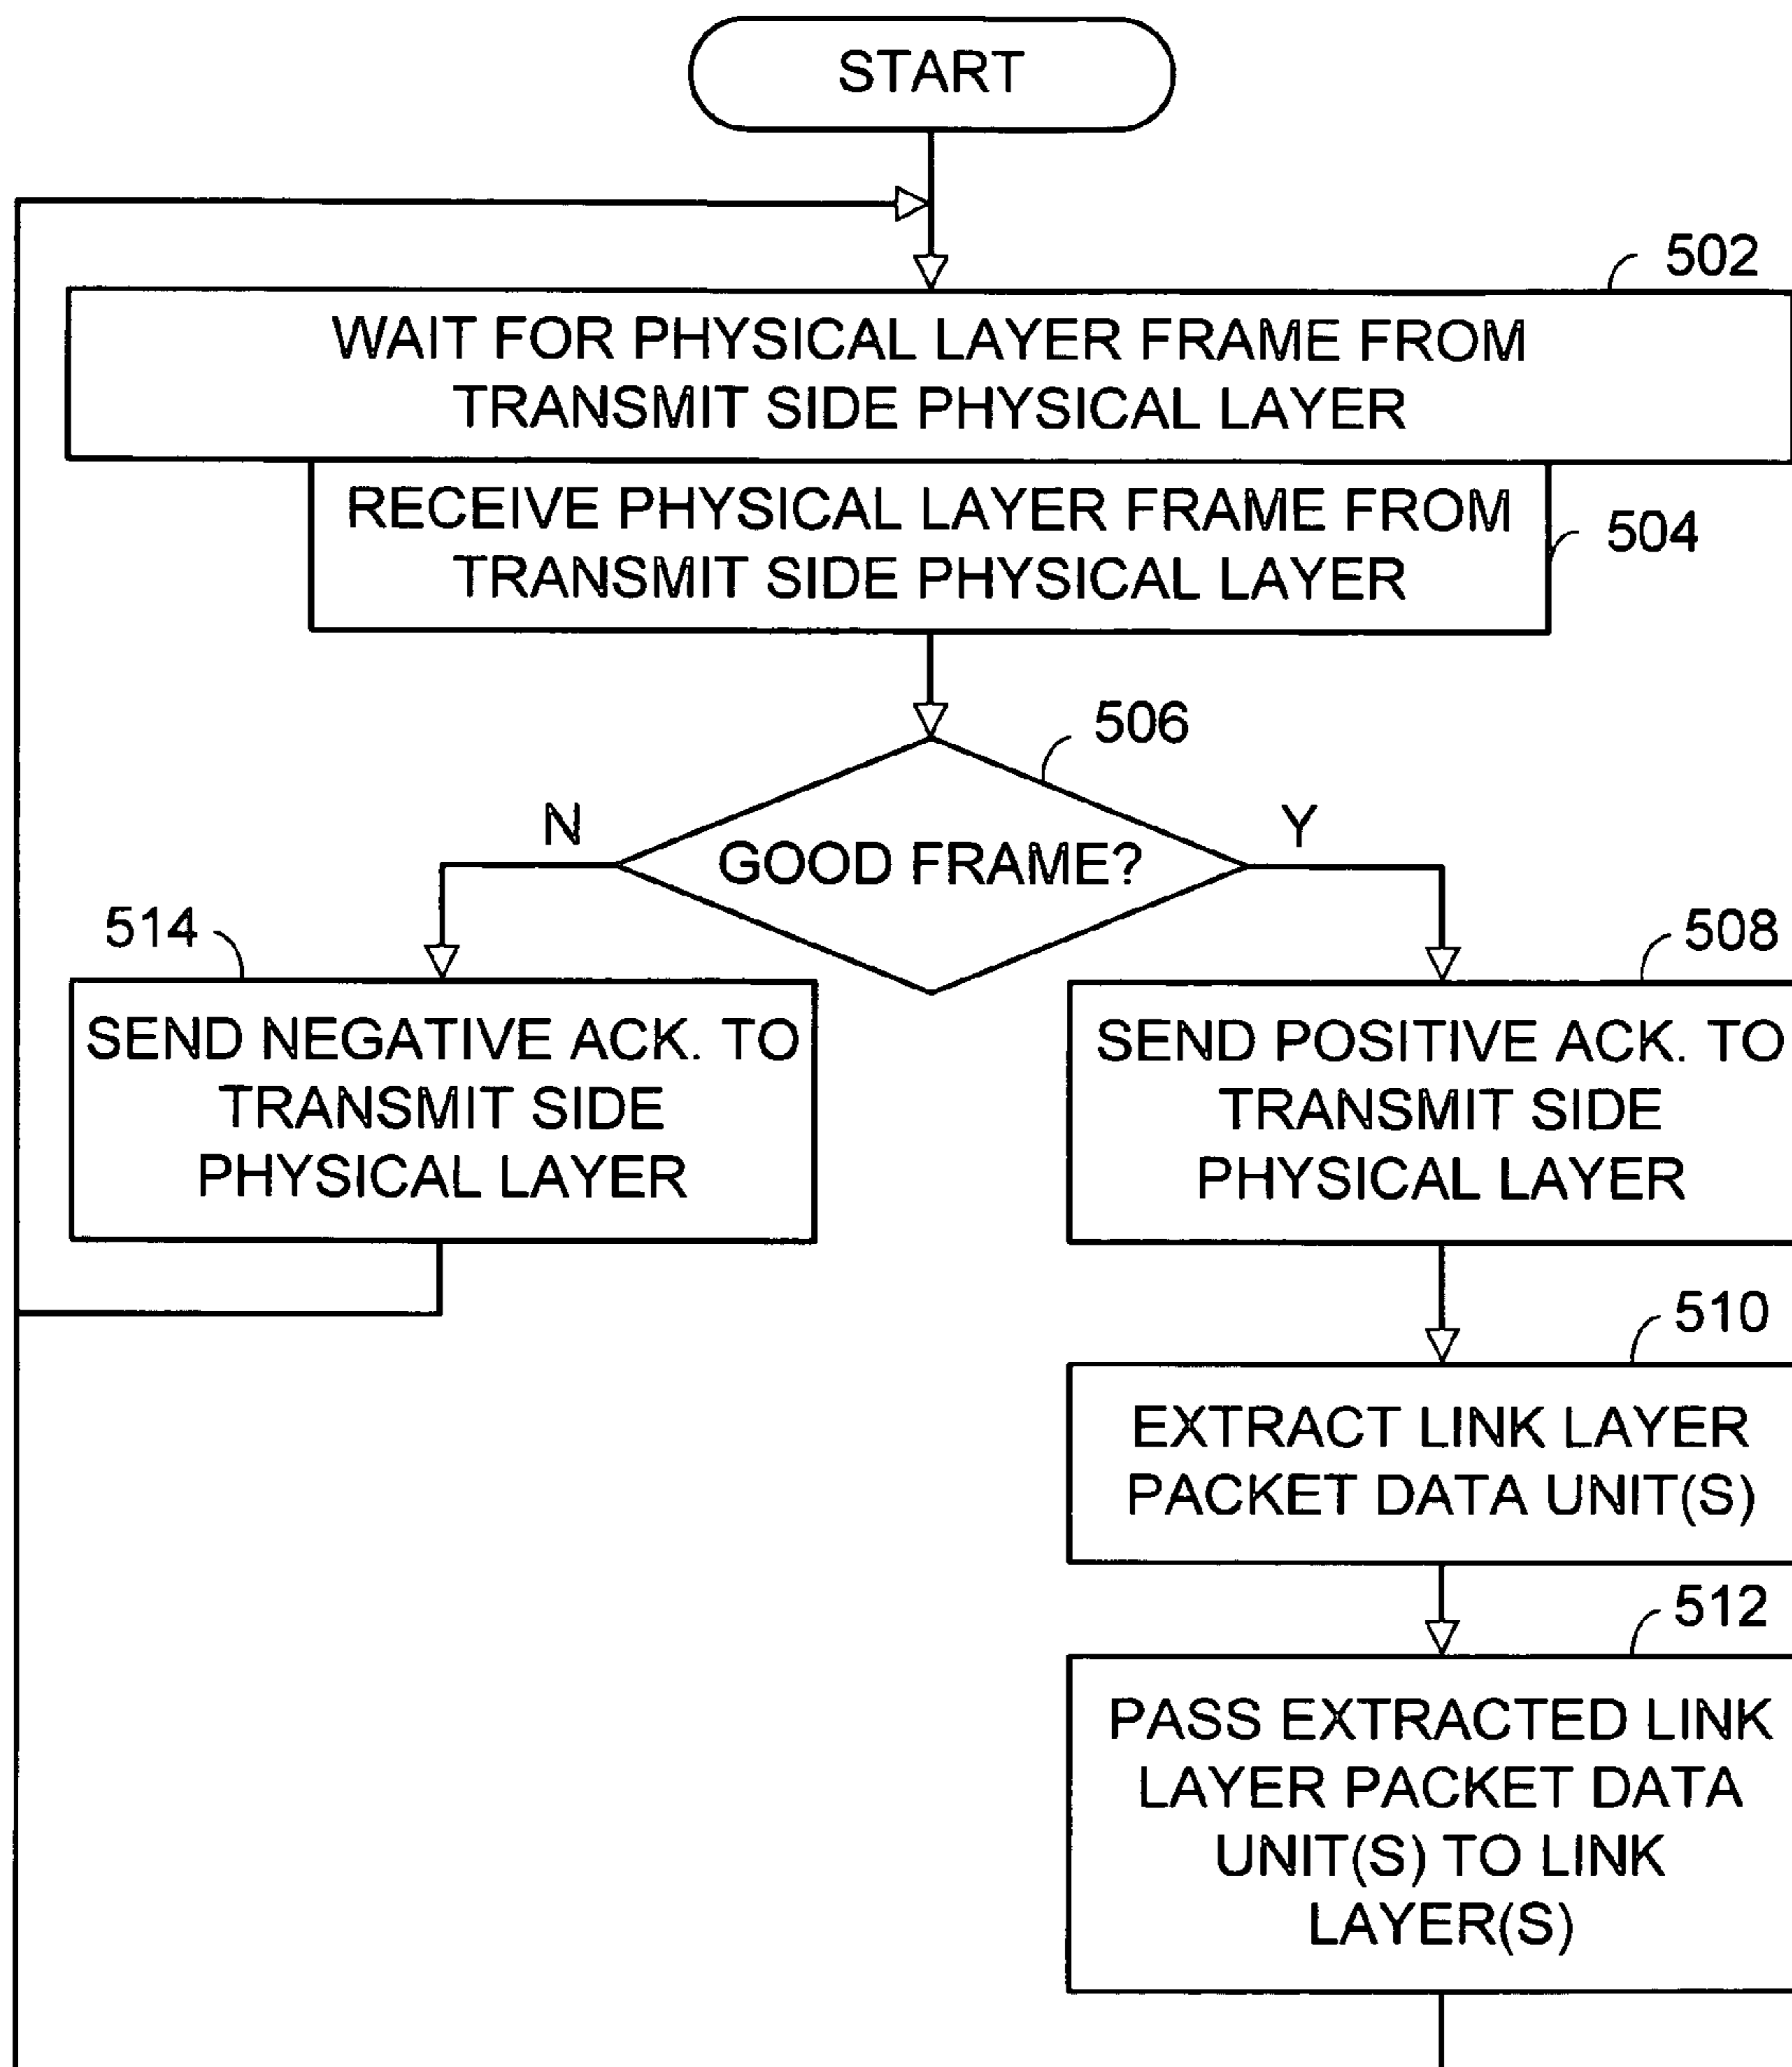 START
502
WAIT FOR PHYSICAL LAYER FRAME FROM
TRANSMIT SIDE PHYSICAL LAYER
RECEIVE PHYSICAL LAYER FRAME FROM
TRANSMIT SIDE PHYSICAL LAYER
504
506
N
GOOD FRAME?
Y
514
SEND NEGATIVE ACK. TO
TRANSMIT SIDE
PHYSICAL LAYER
508
SEND POSITIVE ACK. TO
TRANSMIT SIDE
PHYSICAL LAYER
510
EXTRACT LINK LAYER
PACKET DATA UNIT(S)
512
PASS EXTRACTED LINK
LAYER PACKET DATA
UNIT(S) TO LINK
LAYER(S)